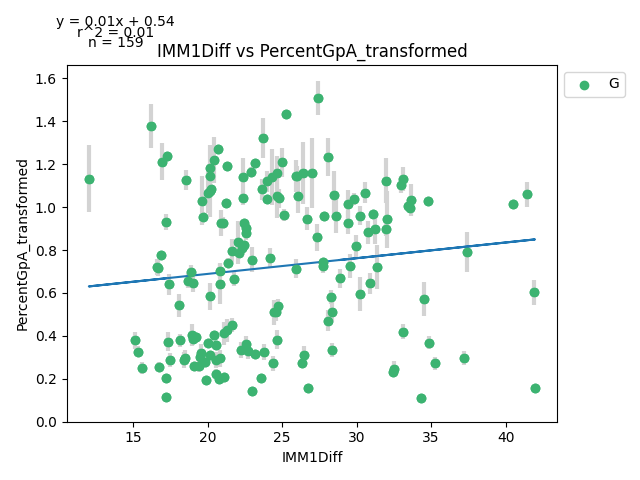 y = 0.01x + 0.54
r^2 = 0.01
n = 159
IMM1Diff vs PercentGpA_transformed
G
PercentGpA_transformed
1.6
1.4
1.2
1.0
0.8
0.6
0.4
0.2
0.0
15 20 25 30 35 40
IMM1Diff